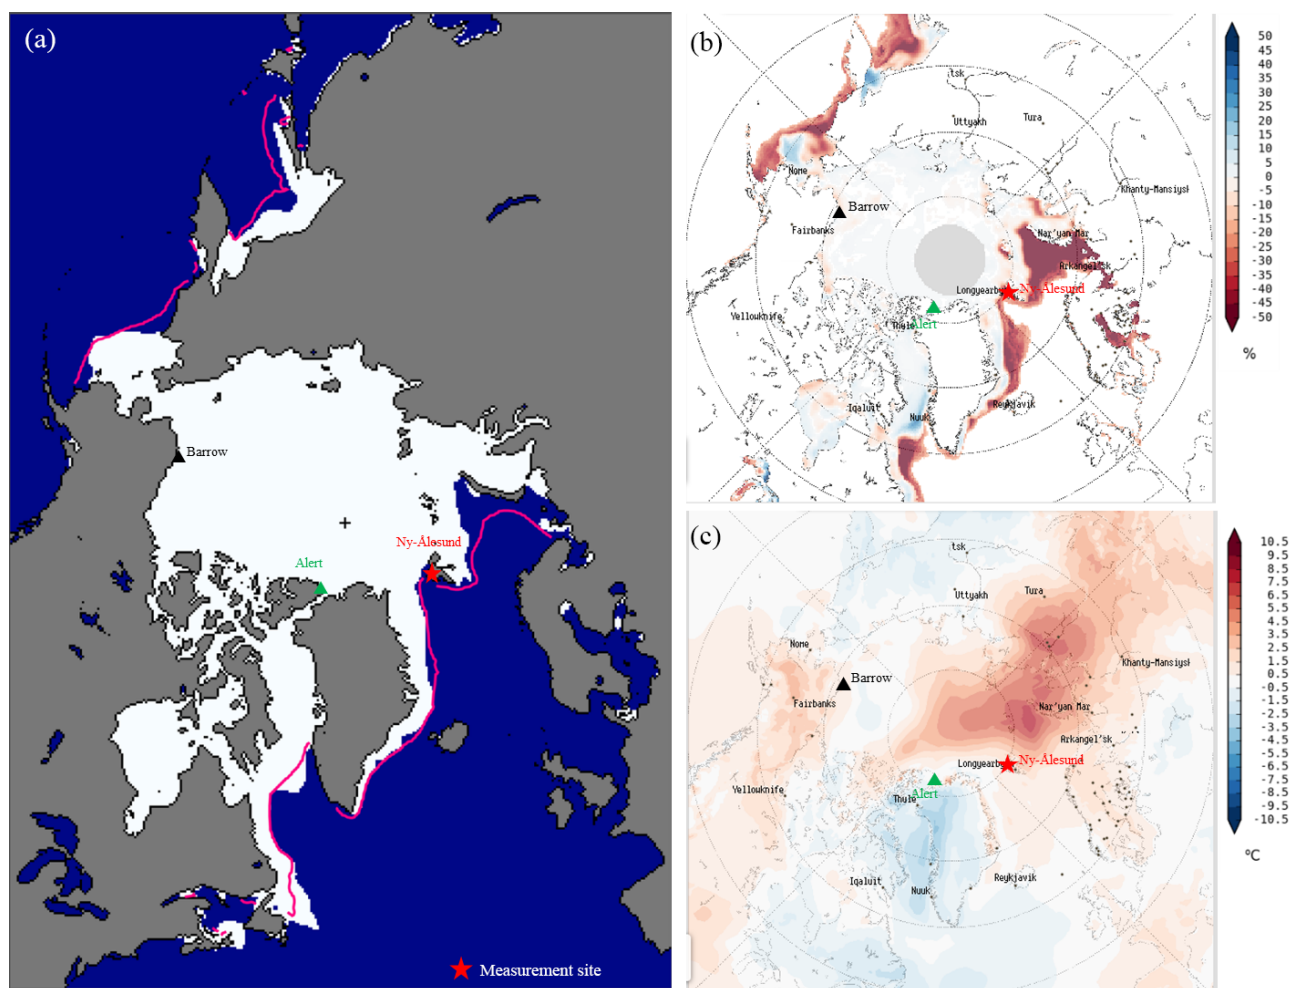 (a)
Barrow
Ny-Ålesund
Alert
Measurement site
(b)
tsk
Uttyakh
Tura
Khanty-Mansiysk
Nome
Barrow
Fairbanks
Nar'yan Mar
Arkangel'sk
Longyearby
Ny-Ålesund
Yellowknife
Thule
Alert
Iqaluit
Nuuk
Reykjavik
50
45
40
35
30
25
20
15
10
5
0
-5
-10
-15
-20
-25
-30
-35
-40
-45
-50
%
(c)
tsk
Uttyakh
Tura
Nome
Khanty-Mansiysk
Barrow
Fairbanks
Nar'yan Mar
Arkangel'sk
Longyearby
Ny-Ålesund
Yellowknife
Thule
Alert
Iqaluit
Nuuk
Reykjavik
10.5
9.5
8.5
7.5
6.5
5.5
4.5
3.5
2.5
1.5
0.5
-0.5
-1.5
-2.5
-3.5
-4.5
-5.5
-6.5
-7.5
-8.5
-9.5
-10.5
ºC